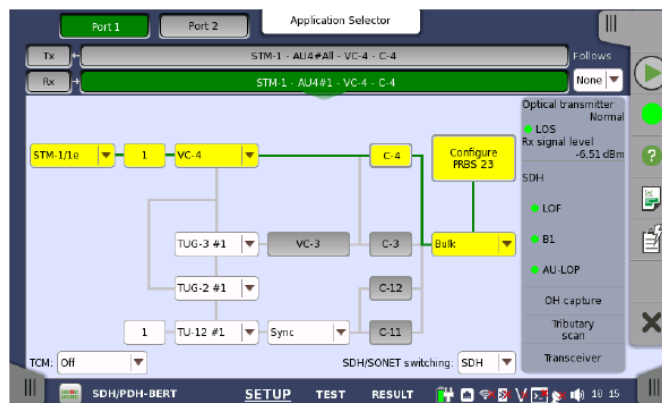 Port 1 Port 2 Application Selector
Tx STM-1 - AU4#All - VC-4 - C-4 Follows
Rx STM-1 - AU4#1 - VC-4 - C-4 None
Optical transmitter
Normal
LOS
Rx signal level
-6.51 dBm
STM-1/1e 1 VC-4 C-4 Configure
PRBS 23
SDH
LOF
TUG-3 #1 VC-3 C-3 Bulk B1
AU-LOP
TUG-2 #1 C-12
OH capture
1 TU-12 #1 Sync C-11 Tributary
scan
TCM: Off SDH/SONET switching: SDH Transceiver
SDH/PDH-BERT SETUP TEST RESULT 10 15